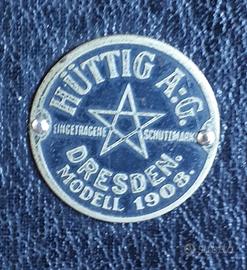 HÜTTIG A:G.
EINGETRAGENE SCHUTZMARKE
DRESDEN.
MODELL 1908.